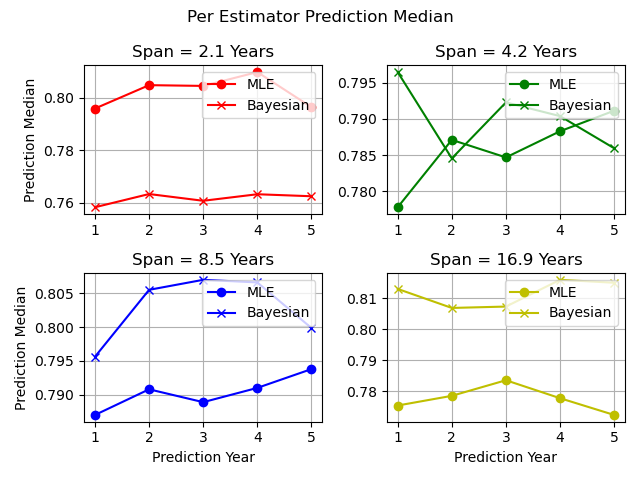 Per Estimator Prediction Median
Span = 2.1 Years
Span = 4.2 Years
Prediction Median
0.80
0.78
0.76
MLE
Bayesian
1 2 3 4 5
0.795
0.790
0.785
0.780
MLE
Bayesian
1 2 3 4 5
Span = 8.5 Years
Span = 16.9 Years
Prediction Median
0.805
0.800
0.795
0.790
MLE
Bayesian
1 2 3 4 5
Prediction Year
0.81
0.80
0.79
0.78
MLE
Bayesian
1 2 3 4 5
Prediction Year